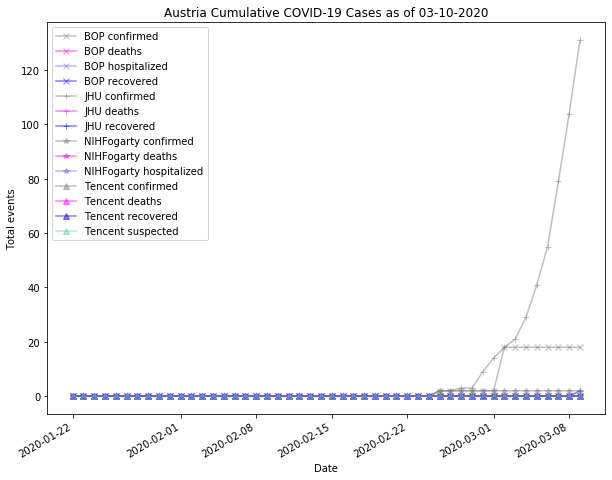 Austria Cumulative COVID-19 Cases as of 03-10-2020
BOP confirmed
BOP deaths
BOP hospitalized
BOP recovered
JHU confirmed
JHU deaths
JHU recovered
NIHFogarty confirmed
NIHFogarty deaths
NIHFogarty hospitalized
Tencent confirmed
Tencent deaths
Tencent recovered
Tencent suspected
Total events
120
100
80
60
40
20
0
2020-01-22
2020-02-01
2020-02-08
2020-02-15
2020-02-22
2020-03-01
2020-03-08
Date